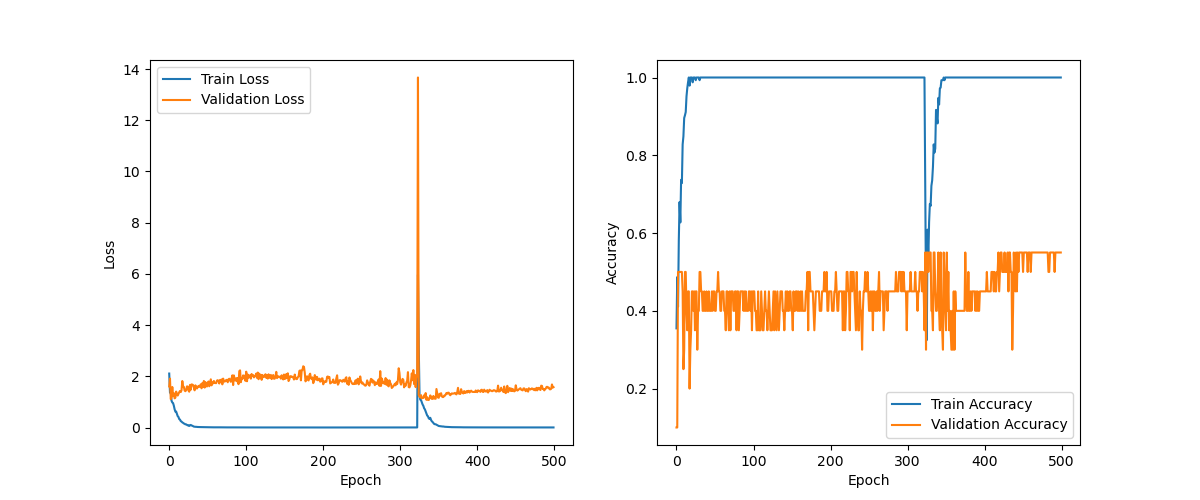 Train Loss
Validation Loss
14
12
10
8
6
4
2
0
Loss
0 100 200 300 400 500
Epoch
1.0
0.8
0.6
0.4
0.2
Accuracy
Train Accuracy
Validation Accuracy
0 100 200 300 400 500
Epoch